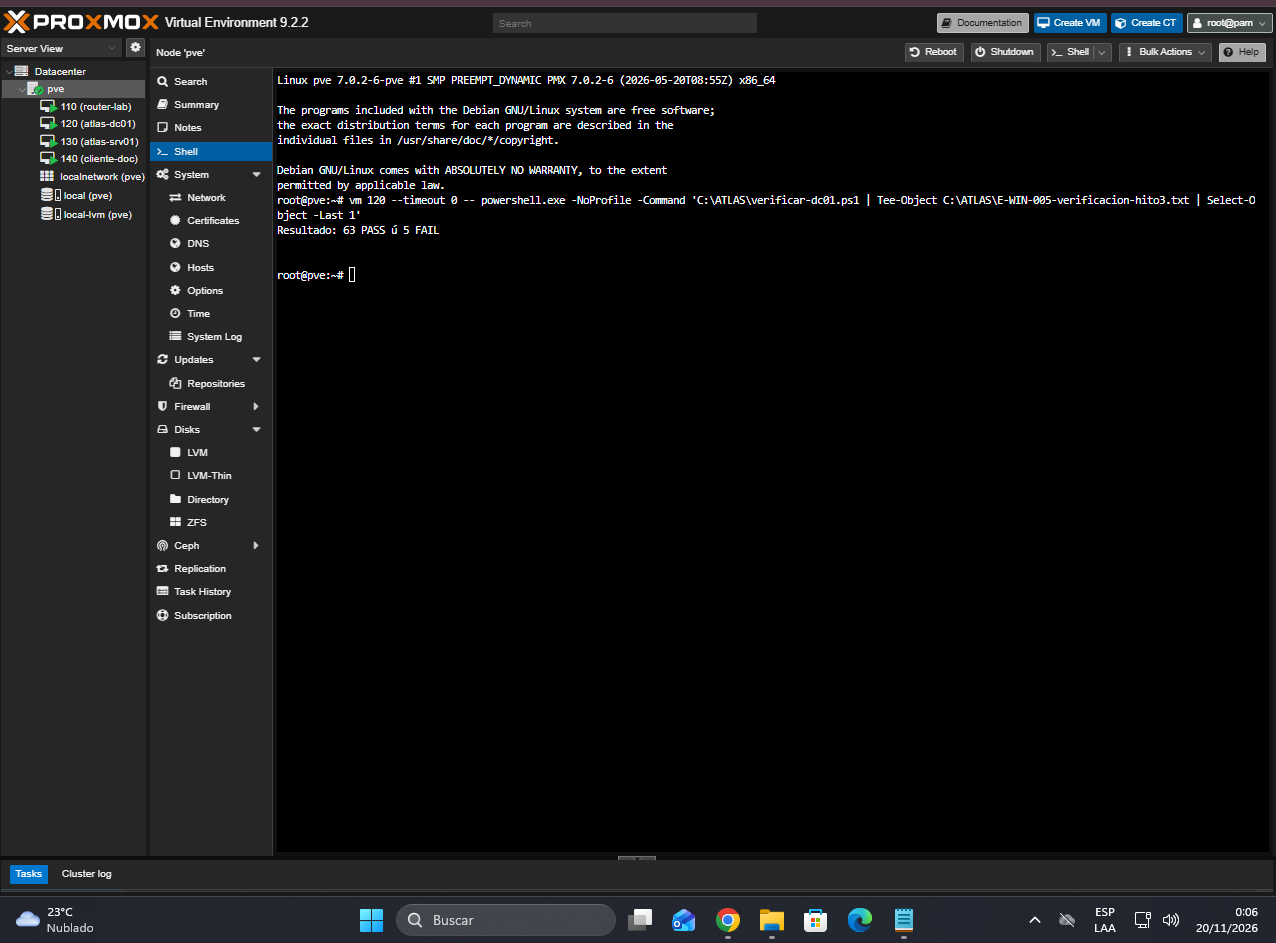 PROXMOX Virtual Environment 9.2.2
Search
Documentation
Create VM
Create CT
root@pam
Server View
Node 'pve'
Reboot
Shutdown
Shell
Bulk Actions
Help
Datacenter
pve
110 (router-lab)
120 (atlas-dc01)
130 (atlas-srv01)
140 (cliente-doc)
localnetwork (pve)
local (pve)
local-lvm (pve)
Search
Summary
Notes
Shell
System
Network
Certificates
DNS
Hosts
Options
Time
System Log
Updates
Repositories
Firewall
Disks
LVM
LVM-Thin
Directory
ZFS
Ceph
Replication
Task History
Subscription
Linux pve 7.0.2-6-pve #1 SMP PREEMPT_DYNAMIC PMX 7.0.2-6 (2026-05-20T08:55Z) x86_64
The programs included with the Debian GNU/Linux system are free software;
the exact distribution terms for each program are described in the
individual files in /usr/share/doc/*/copyright.
Debian GNU/Linux comes with ABSOLUTELY NO WARRANTY, to the extent
permitted by applicable law.
root@pve:~# vm 120 --timeout 0 -- powershell.exe -NoProfile -Command 'C:\ATLAS\verificar-dc01.ps1 | Tee-Object C:\ATLAS\E-WIN-005-verificacion-hito3.txt | Select-O
bject -Last 1'
Resultado: 63 PASS ú 5 FAIL
root@pve:~#
Tasks
Cluster log
23°C
Nublado
Buscar
ESP
LAA
0:06
20/11/2026